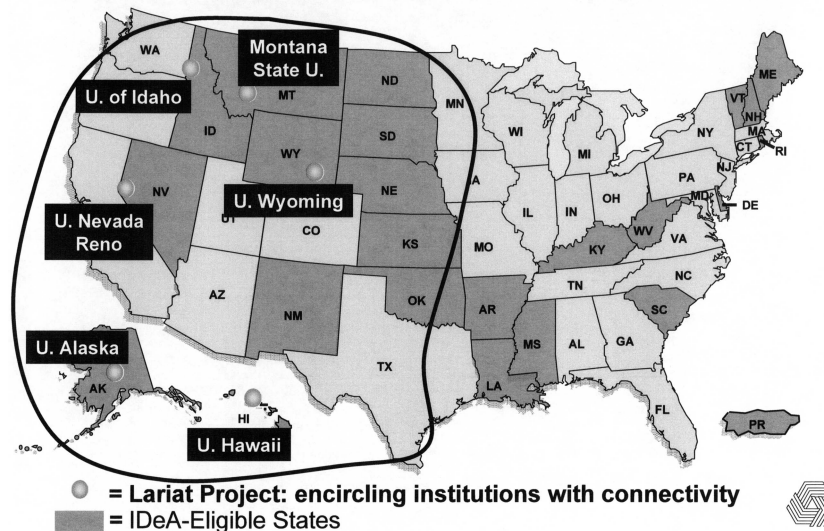 WA
Montana
State U.
ND
MN
ME
VT
NH
U. of Idaho
MT
ID
SD
WI
MI
NY
MA
CT
RI
WY
NV
NE
IA
PA
NJ
U. Wyoming
IL
IN
OH
MD
DE
U. Nevada
Reno
UT
CO
KS
MO
KY
WV
VA
AZ
NM
OK
AR
TN
NC
SC
U. Alaska
AK
TX
LA
MS
AL
GA
HI
FL
U. Hawaii
PR
= Lariat Project: encircling institutions with connectivity
= IDeA-Eligible States